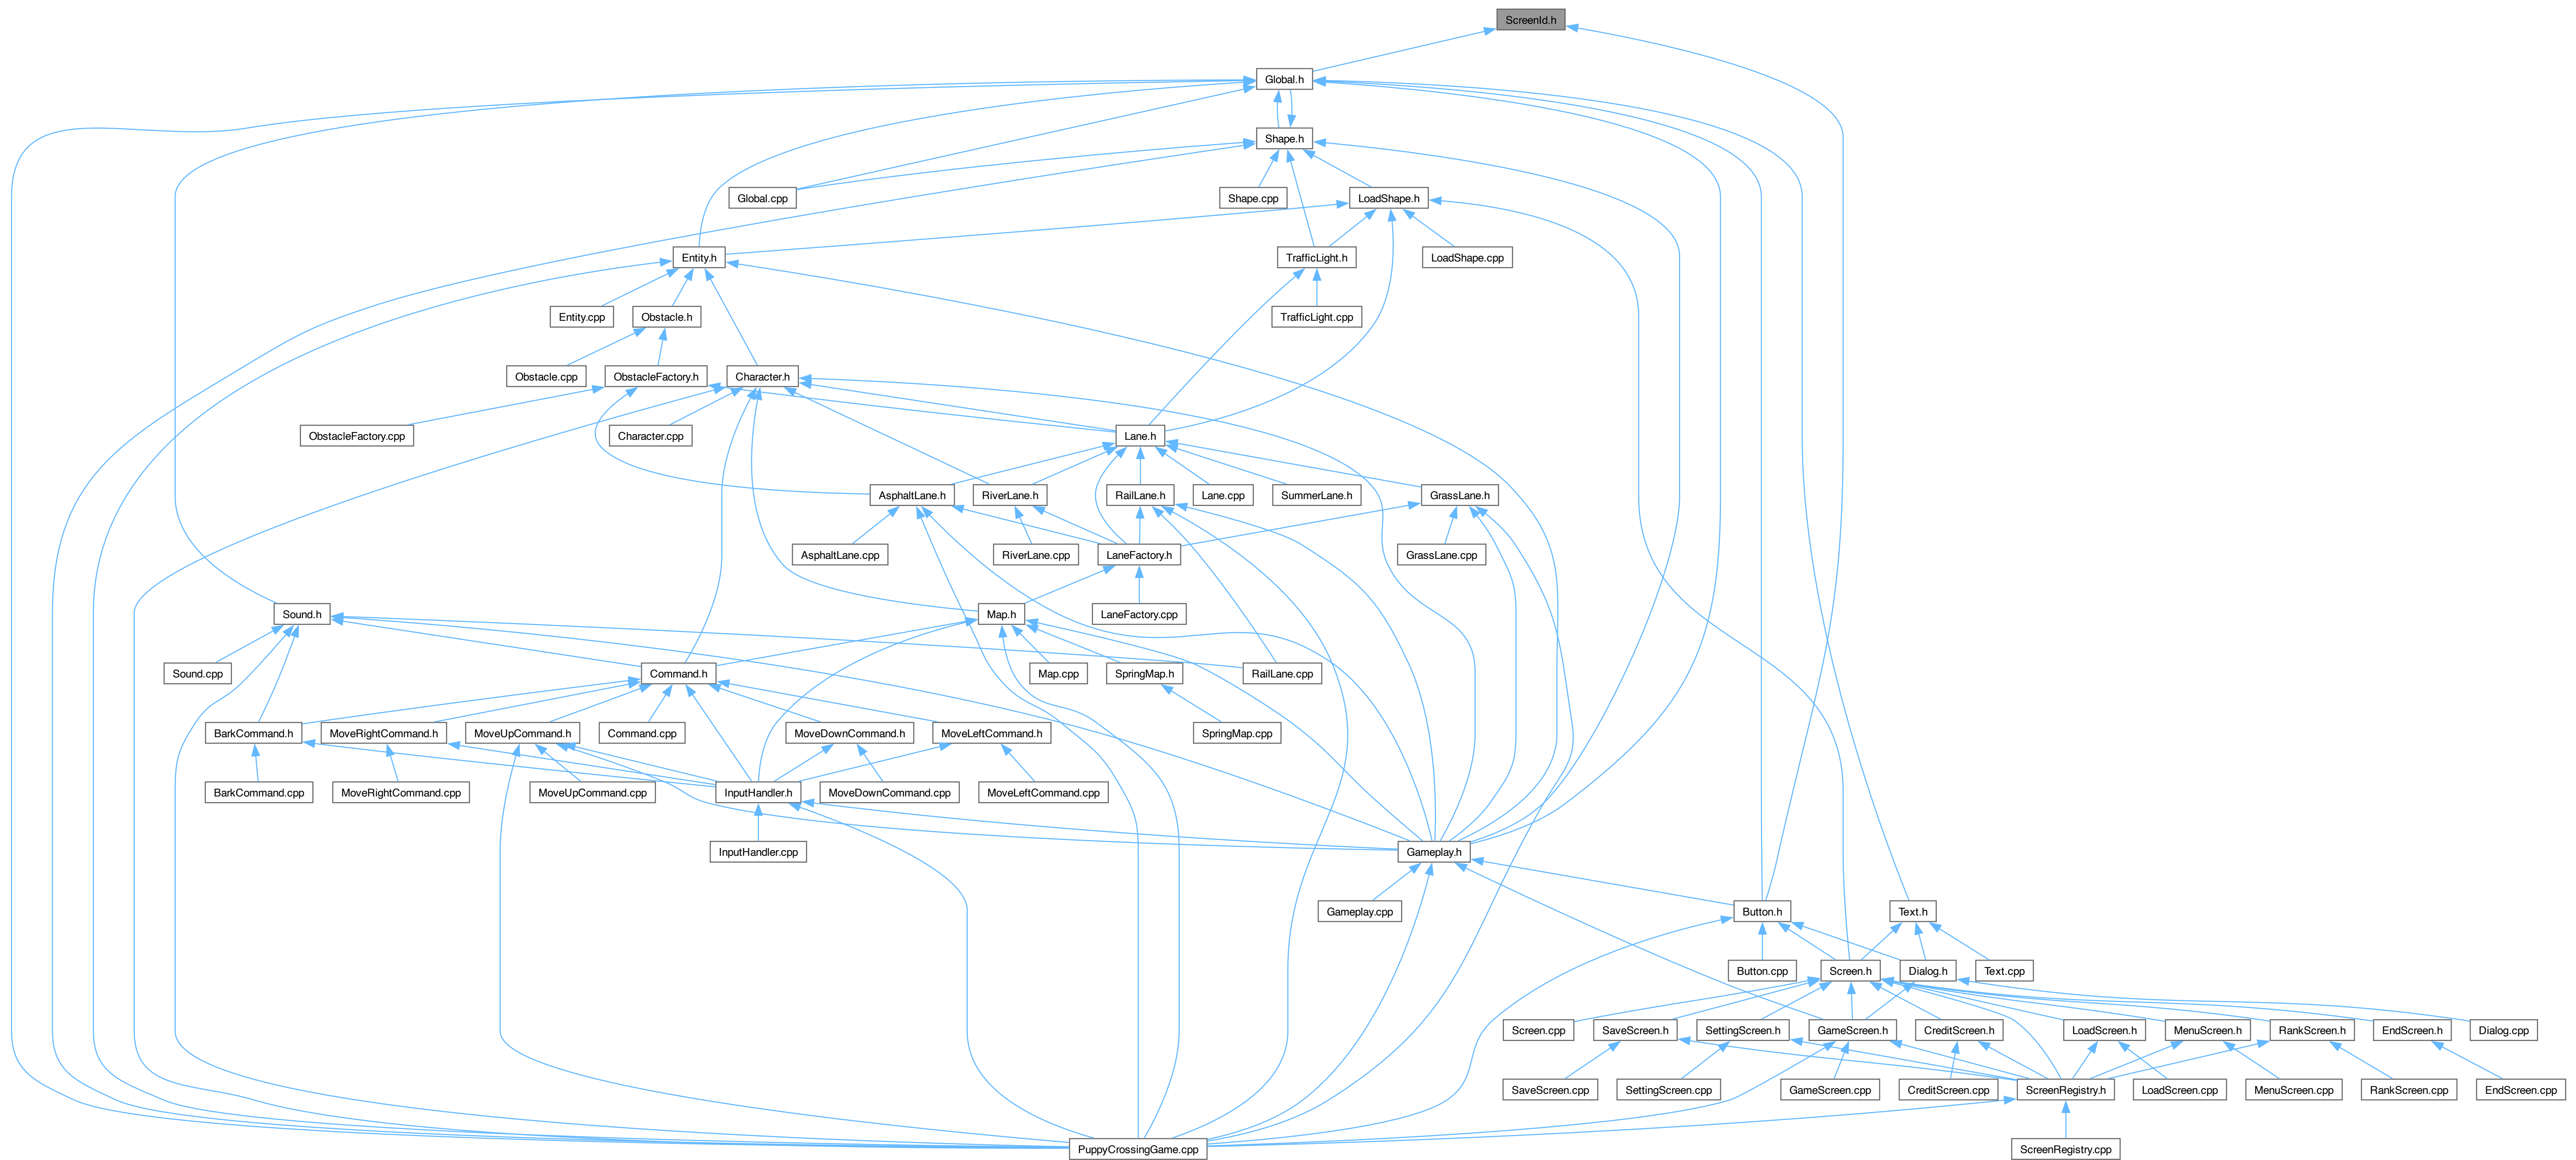 ScreenId.h
Global.h
Shape.h
Global.cpp
Shape.cpp
LoadShape.h
Entity.h
TrafficLight.h
LoadShape.cpp
Entity.cpp
Obstacle.h
TrafficLight.cpp
Obstacle.cpp
ObstacleFactory.h
Character.h
ObstacleFactory.cpp
Character.cpp
Lane.h
AsphaltLane.h
RiverLane.h
RailLane.h
Lane.cpp
SummerLane.h
GrassLane.h
AsphaltLane.cpp
RiverLane.cpp
LaneFactory.h
GrassLane.cpp
Sound.h
Map.h
LaneFactory.cpp
Sound.cpp
Command.h
Map.cpp
SpringMap.h
RailLane.cpp
BarkCommand.h
MoveRightCommand.h
MoveUpCommand.h
Command.cpp
MoveDownCommand.h
MoveLeftCommand.h
SpringMap.cpp
BarkCommand.cpp
MoveRightCommand.cpp
MoveUpCommand.cpp
InputHandler.h
MoveDownCommand.cpp
MoveLeftCommand.cpp
InputHandler.cpp
Gameplay.h
Gameplay.cpp
Button.h
Text.h
Button.cpp
Screen.h
Dialog.h
Text.cpp
Screen.cpp
SaveScreen.h
SettingScreen.h
GameScreen.h
CreditScreen.h
LoadScreen.h
MenuScreen.h
RankScreen.h
EndScreen.h
Dialog.cpp
SaveScreen.cpp
SettingScreen.cpp
GameScreen.cpp
CreditScreen.cpp
ScreenRegistry.h
LoadScreen.cpp
MenuScreen.cpp
RankScreen.cpp
EndScreen.cpp
PuppyCrossingGame.cpp
ScreenRegistry.cpp